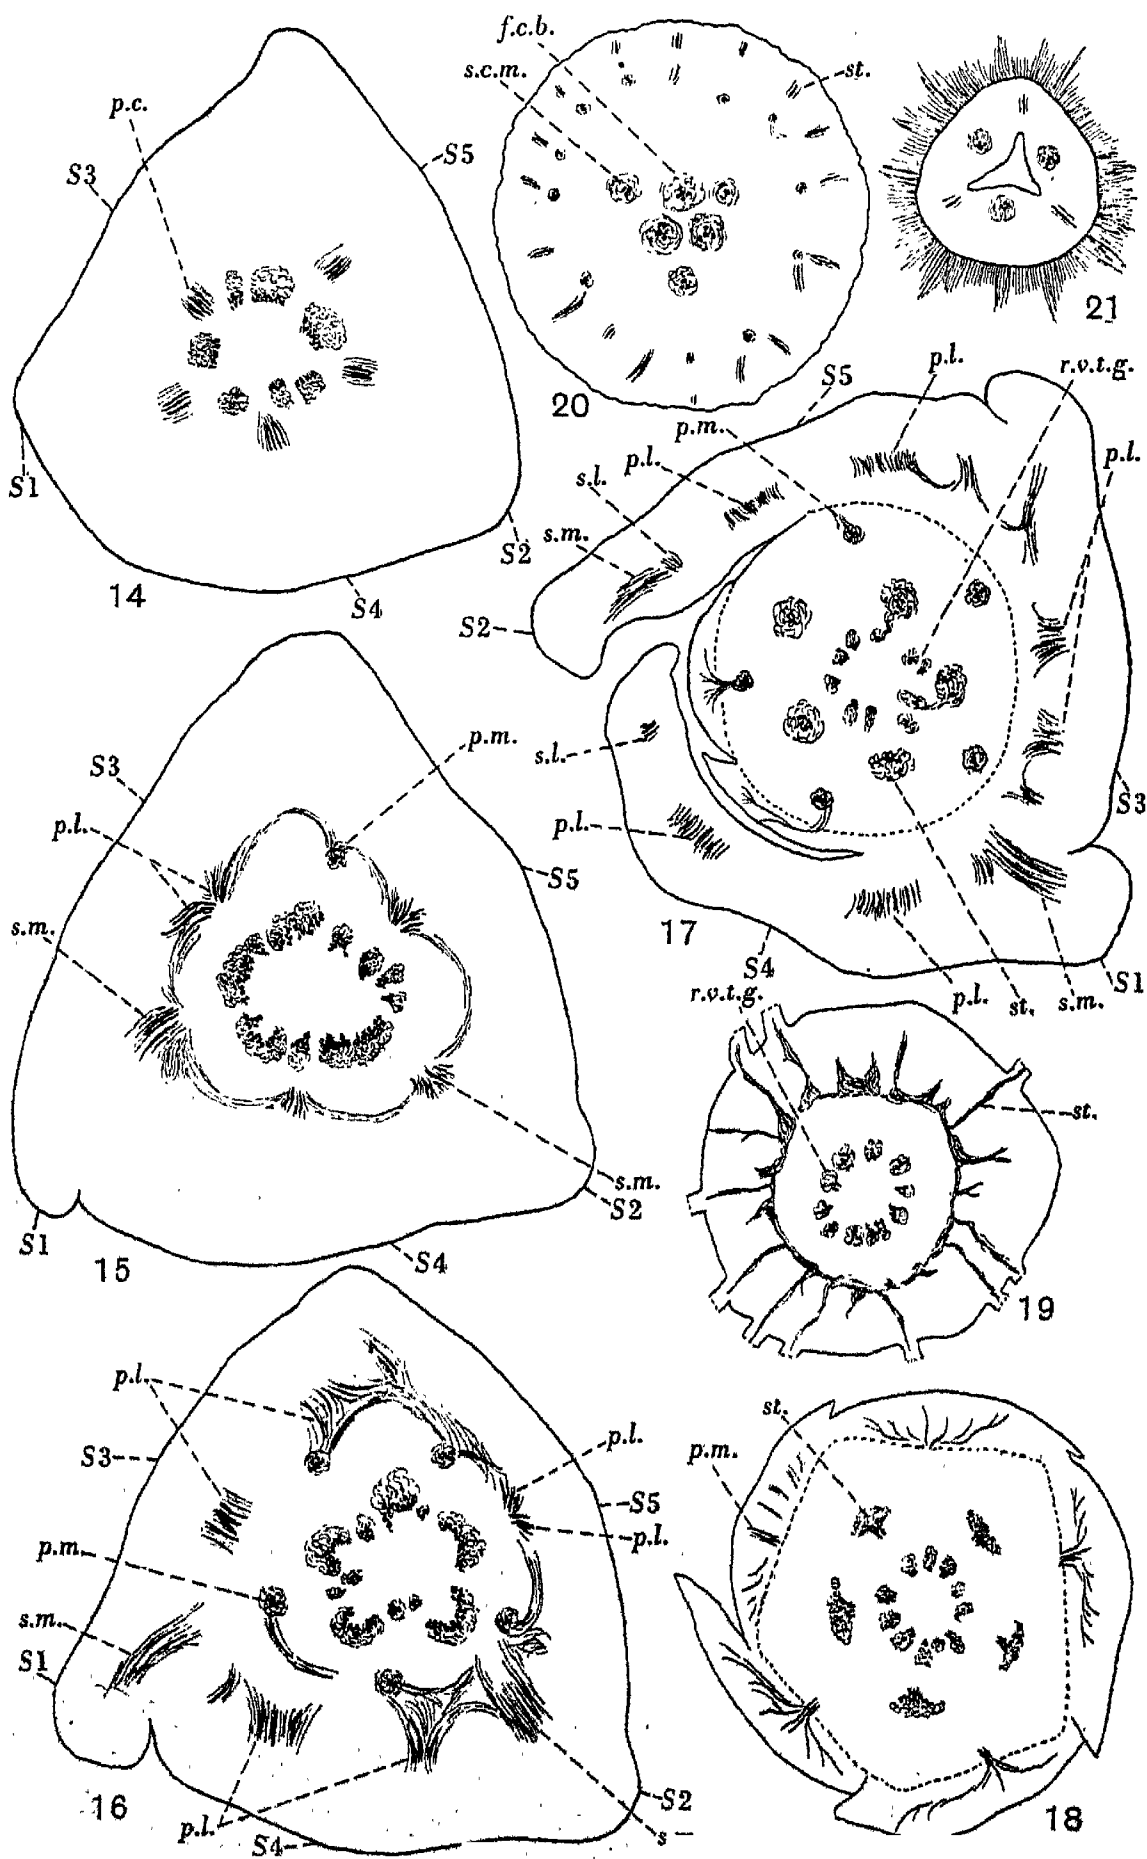 p.c.
S3
S5
S1
S2
S4
14
f.c.b.
s.c.m.
st.
20
21
S5
p.l.
r.v.t.g.
p.m.
p.l.
p.l.
s.l.
s.m.
S2
s.l.
p.l.
S3
17
S4
S1
p.l.
st.
s.m.
S3
p.m.
p.l.
S5
s.m.
s.m.
S2
S1
15
S4
r.v.t.g.
st.
19
p.l.
S3
p.l.
S5
p.l.
p.m.
s.m.
S1
16
p.l.
S4
S2
s
st.
p.m.
18